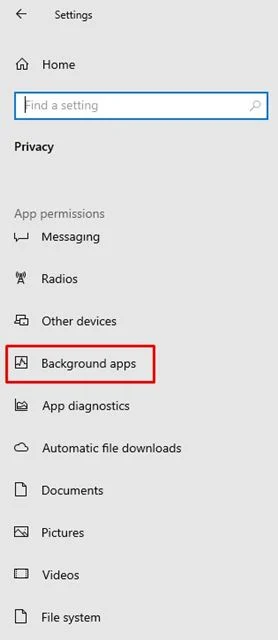 Settings
Home
Find a setting
Privacy
App permissions
Messaging
Radios
Other devices
Background apps
App diagnostics
Automatic file downloads
Documents
Pictures
Videos
File system